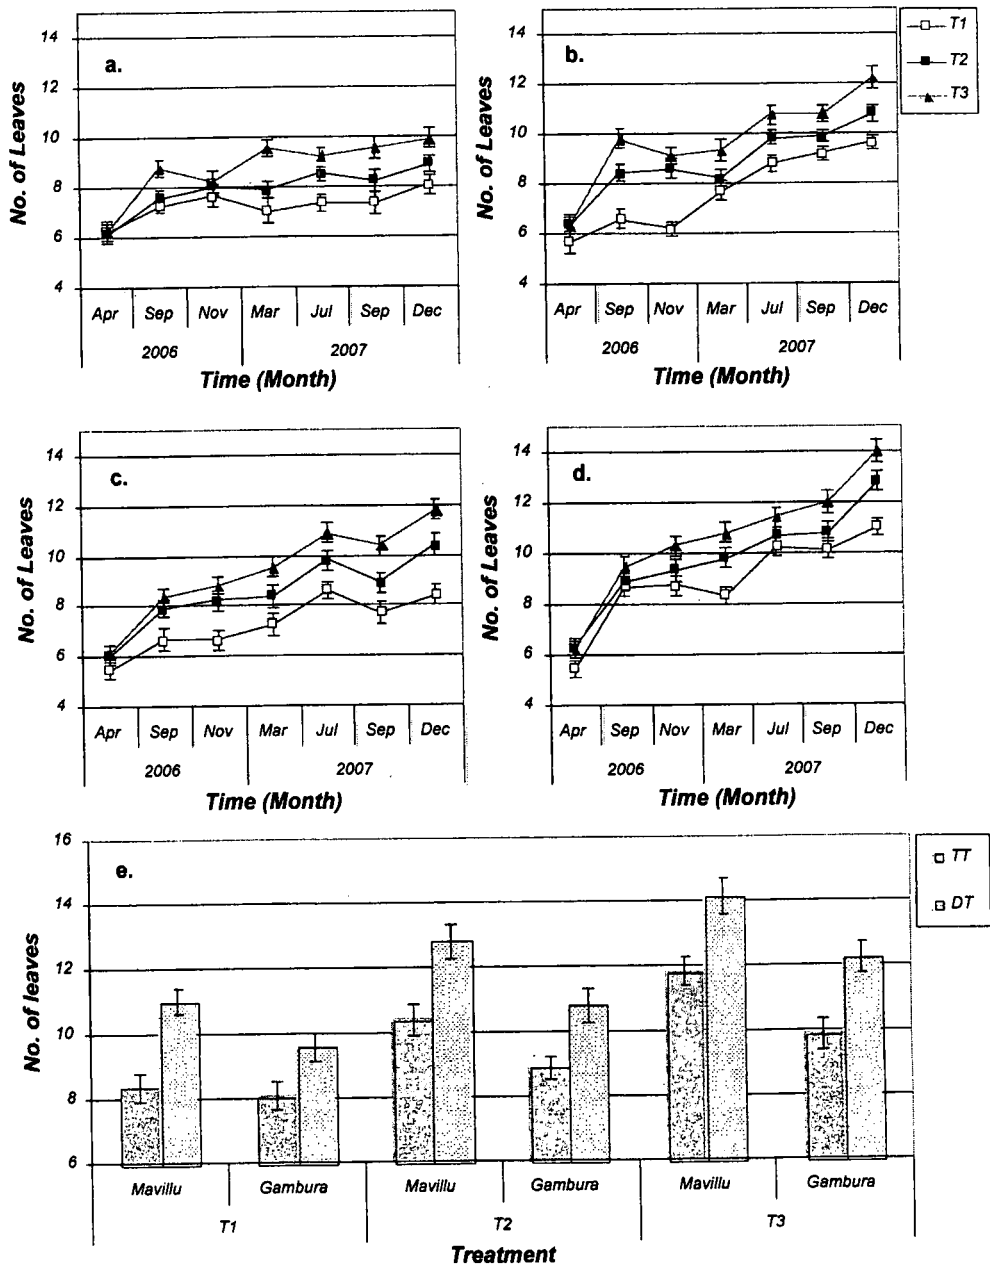 14
12
10
8
6
4
No. of Leaves
a.
Apr Sep Nov Mar Jul Sep Dec
2006 2007
Time (Month)
14
12
10
8
6
4
No. of Leaves
b.
Apr Sep Nov Mar Jul Sep Dec
2006 2007
Time (Month)
T1
T2
T3
14
12
10
8
6
4
No. of Leaves
c.
Apr Sep Nov Mar Jul Sep Dec
2006 2007
Time (Month)
14
12
10
8
6
4
No. of Leaves
d.
Apr Sep Nov Mar Jul Sep Dec
2006 2007
Time (Month)
16
14
12
10
8
6
No. of leaves
e.
Mavillu Gambura Mavillu Gambura Mavillu Gambura
T1 T2 T3
Treatment
TT
DT